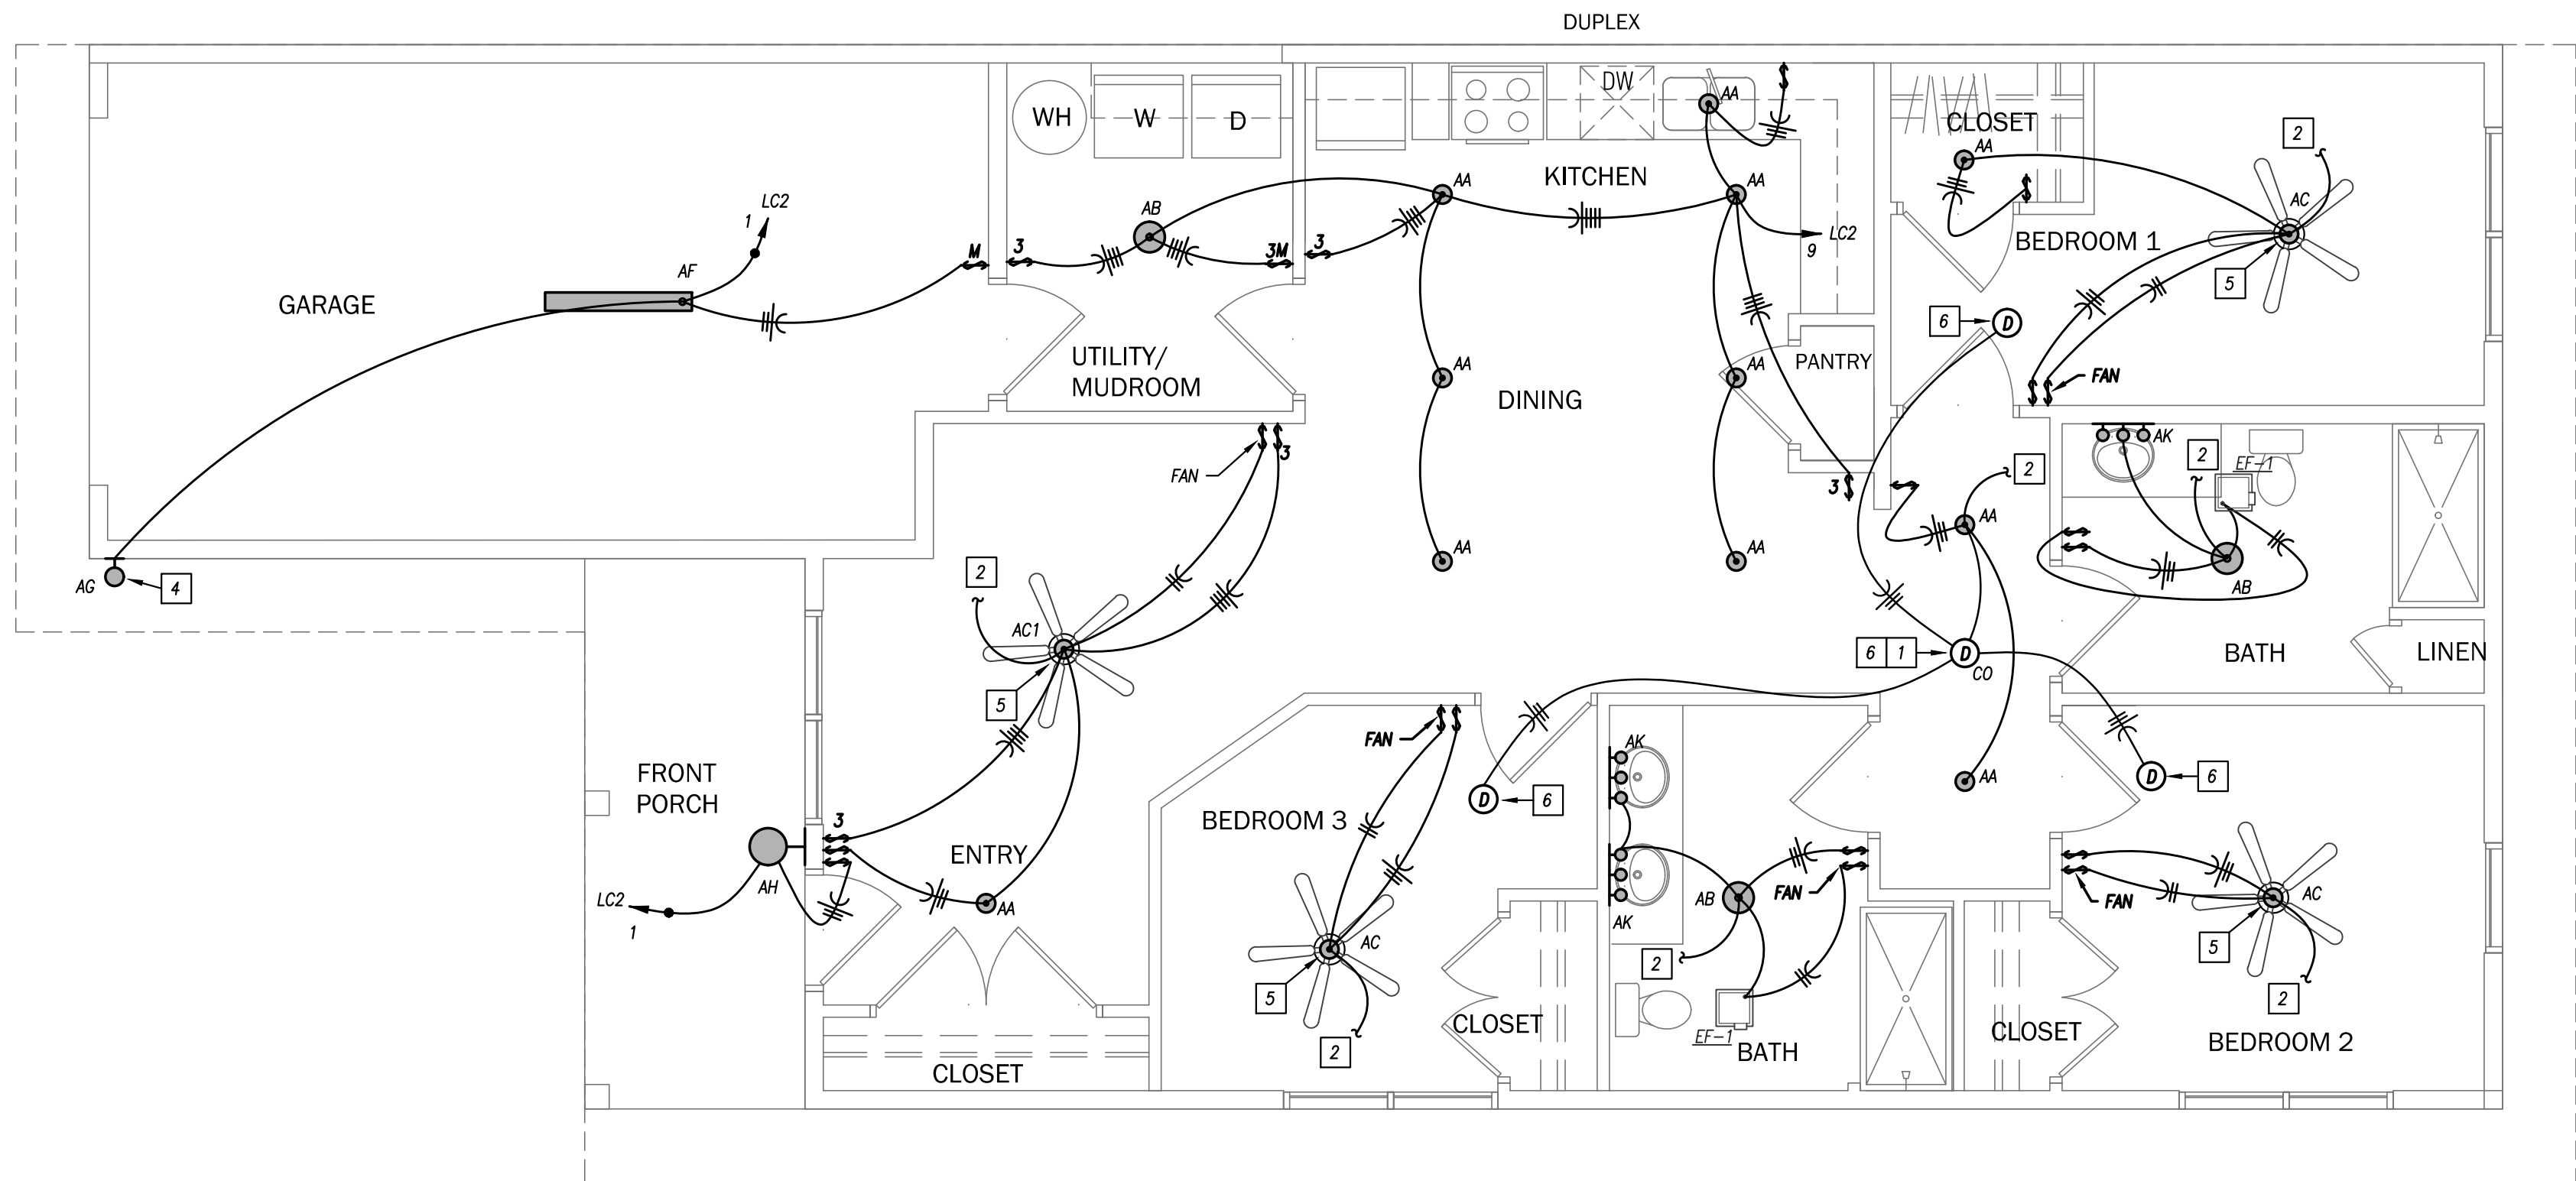 DUPLEX
WH
W
D
DW
AA
CLOSET
AA
2
KITCHEN
AA
AA
AC
LC2
1
AB
3
M
3M
3
LC2
9
BEDROOM 1
AF
5
GARAGE
6
D
UTILITY/
MUDROOM
PANTRY
AA
AA
FAN
DINING
FAN
3
3
2
AK
2
EF-1
AA
AA
AA
AG
4
2
AB
AC1
6
1
D
CO
BATH
LINEN
5
FAN
AK
FRONT
PORCH
D
6
AA
D
6
BEDROOM 3
3
ENTRY
AH
LC2
1
AA
AK
AB
FAN
FAN
AC
AC
5
2
5
2
2
CLOSET
EF-1
BATH
CLOSET
BEDROOM 2
CLOSET